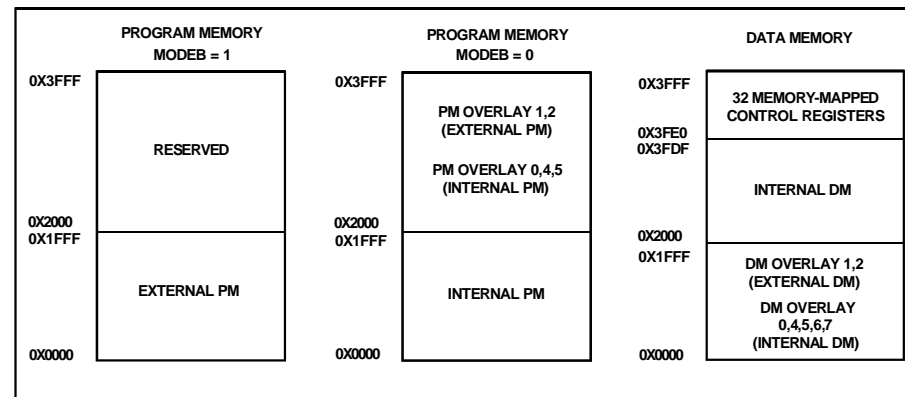 PROGRAM MEMORY
MODEB = 1
0X3FFF
RESERVED
0X2000
0X1FFF
EXTERNAL PM
0X0000
PROGRAM MEMORY
MODEB = 0
0X3FFF
PM OVERLAY 1,2
(EXTERNAL PM)
PM OVERLAY 0,4,5
(INTERNAL PM)
0X2000
0X1FFF
INTERNAL PM
0X0000
DATA MEMORY
0X3FFF
32 MEMORY-MAPPED
CONTROL REGISTERS
0X3FE0
0X3FDF
INTERNAL DM
0X2000
0X1FFF
DM OVERLAY 1,2
(EXTERNAL DM)
DM OVERLAY
0,4,5,6,7
(INTERNAL DM)
0X0000